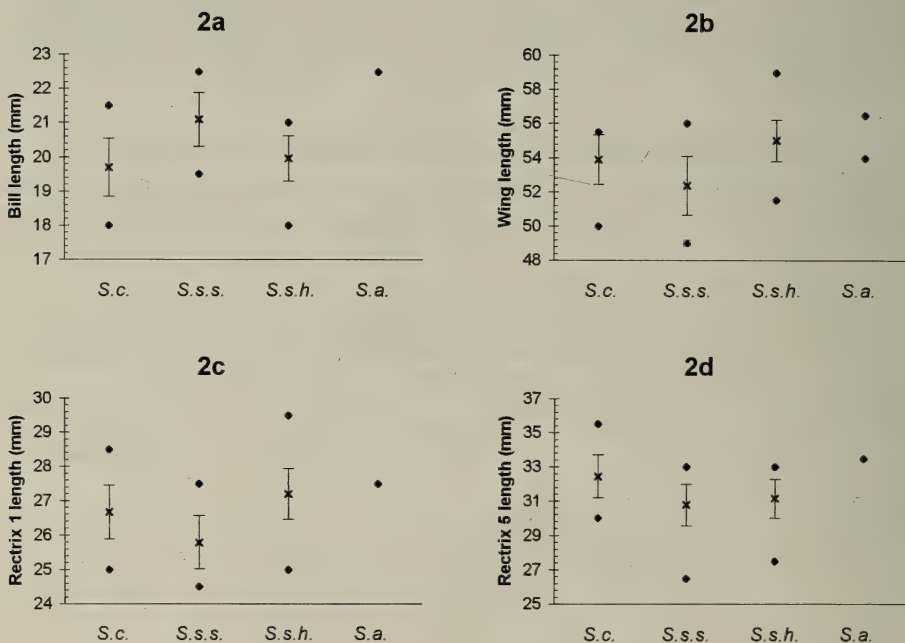 2a
Bill length (mm)
23
22
21
20
19
18
17
S.c. S.s.s. S.s.h. S.a.
2b
Wing length (mm)
60
58
56
54
52
50
48
S.c. S.s.s. S.s.h. S.a.
2c
Rectrix 1 length (mm)
30
29
28
27
26
25
24
S.c. S.s.s. S.s.h. S.a.
2d
Rectrix 5 length (mm)
37
35
33
31
29
27
25
S.c. S.s.s. S.s.h. S.a.